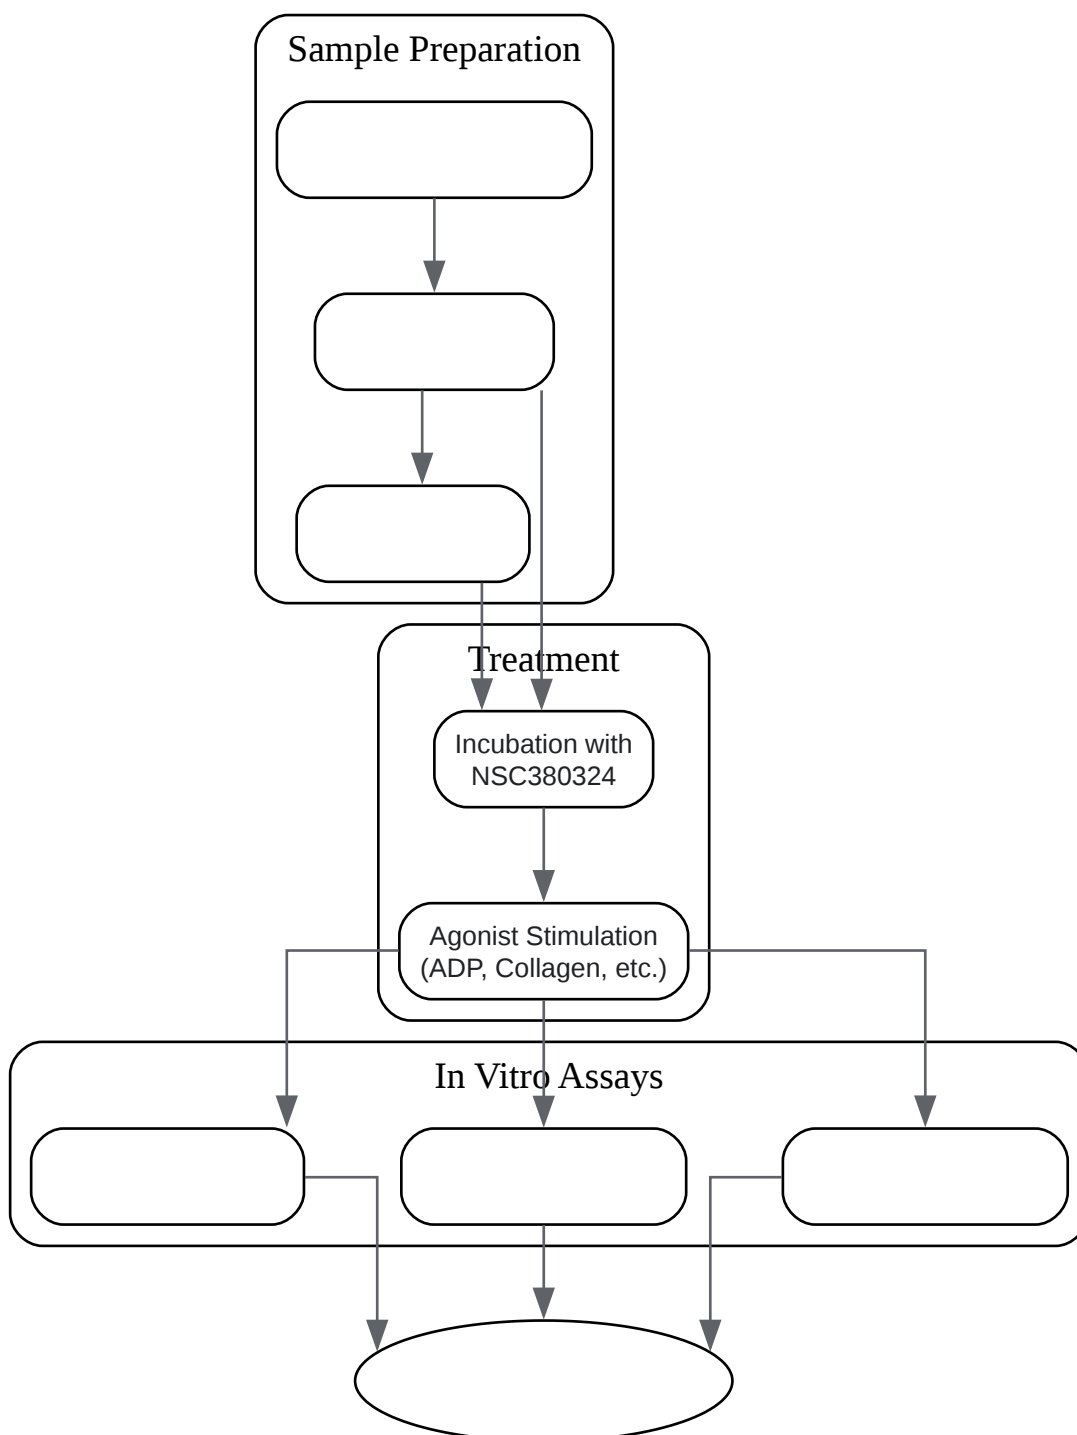 Sample Preparation
Treatment
Incubation with
NSC380324
Agonist Stimulation
(ADP, Collagen, etc.)
In Vitro Assays